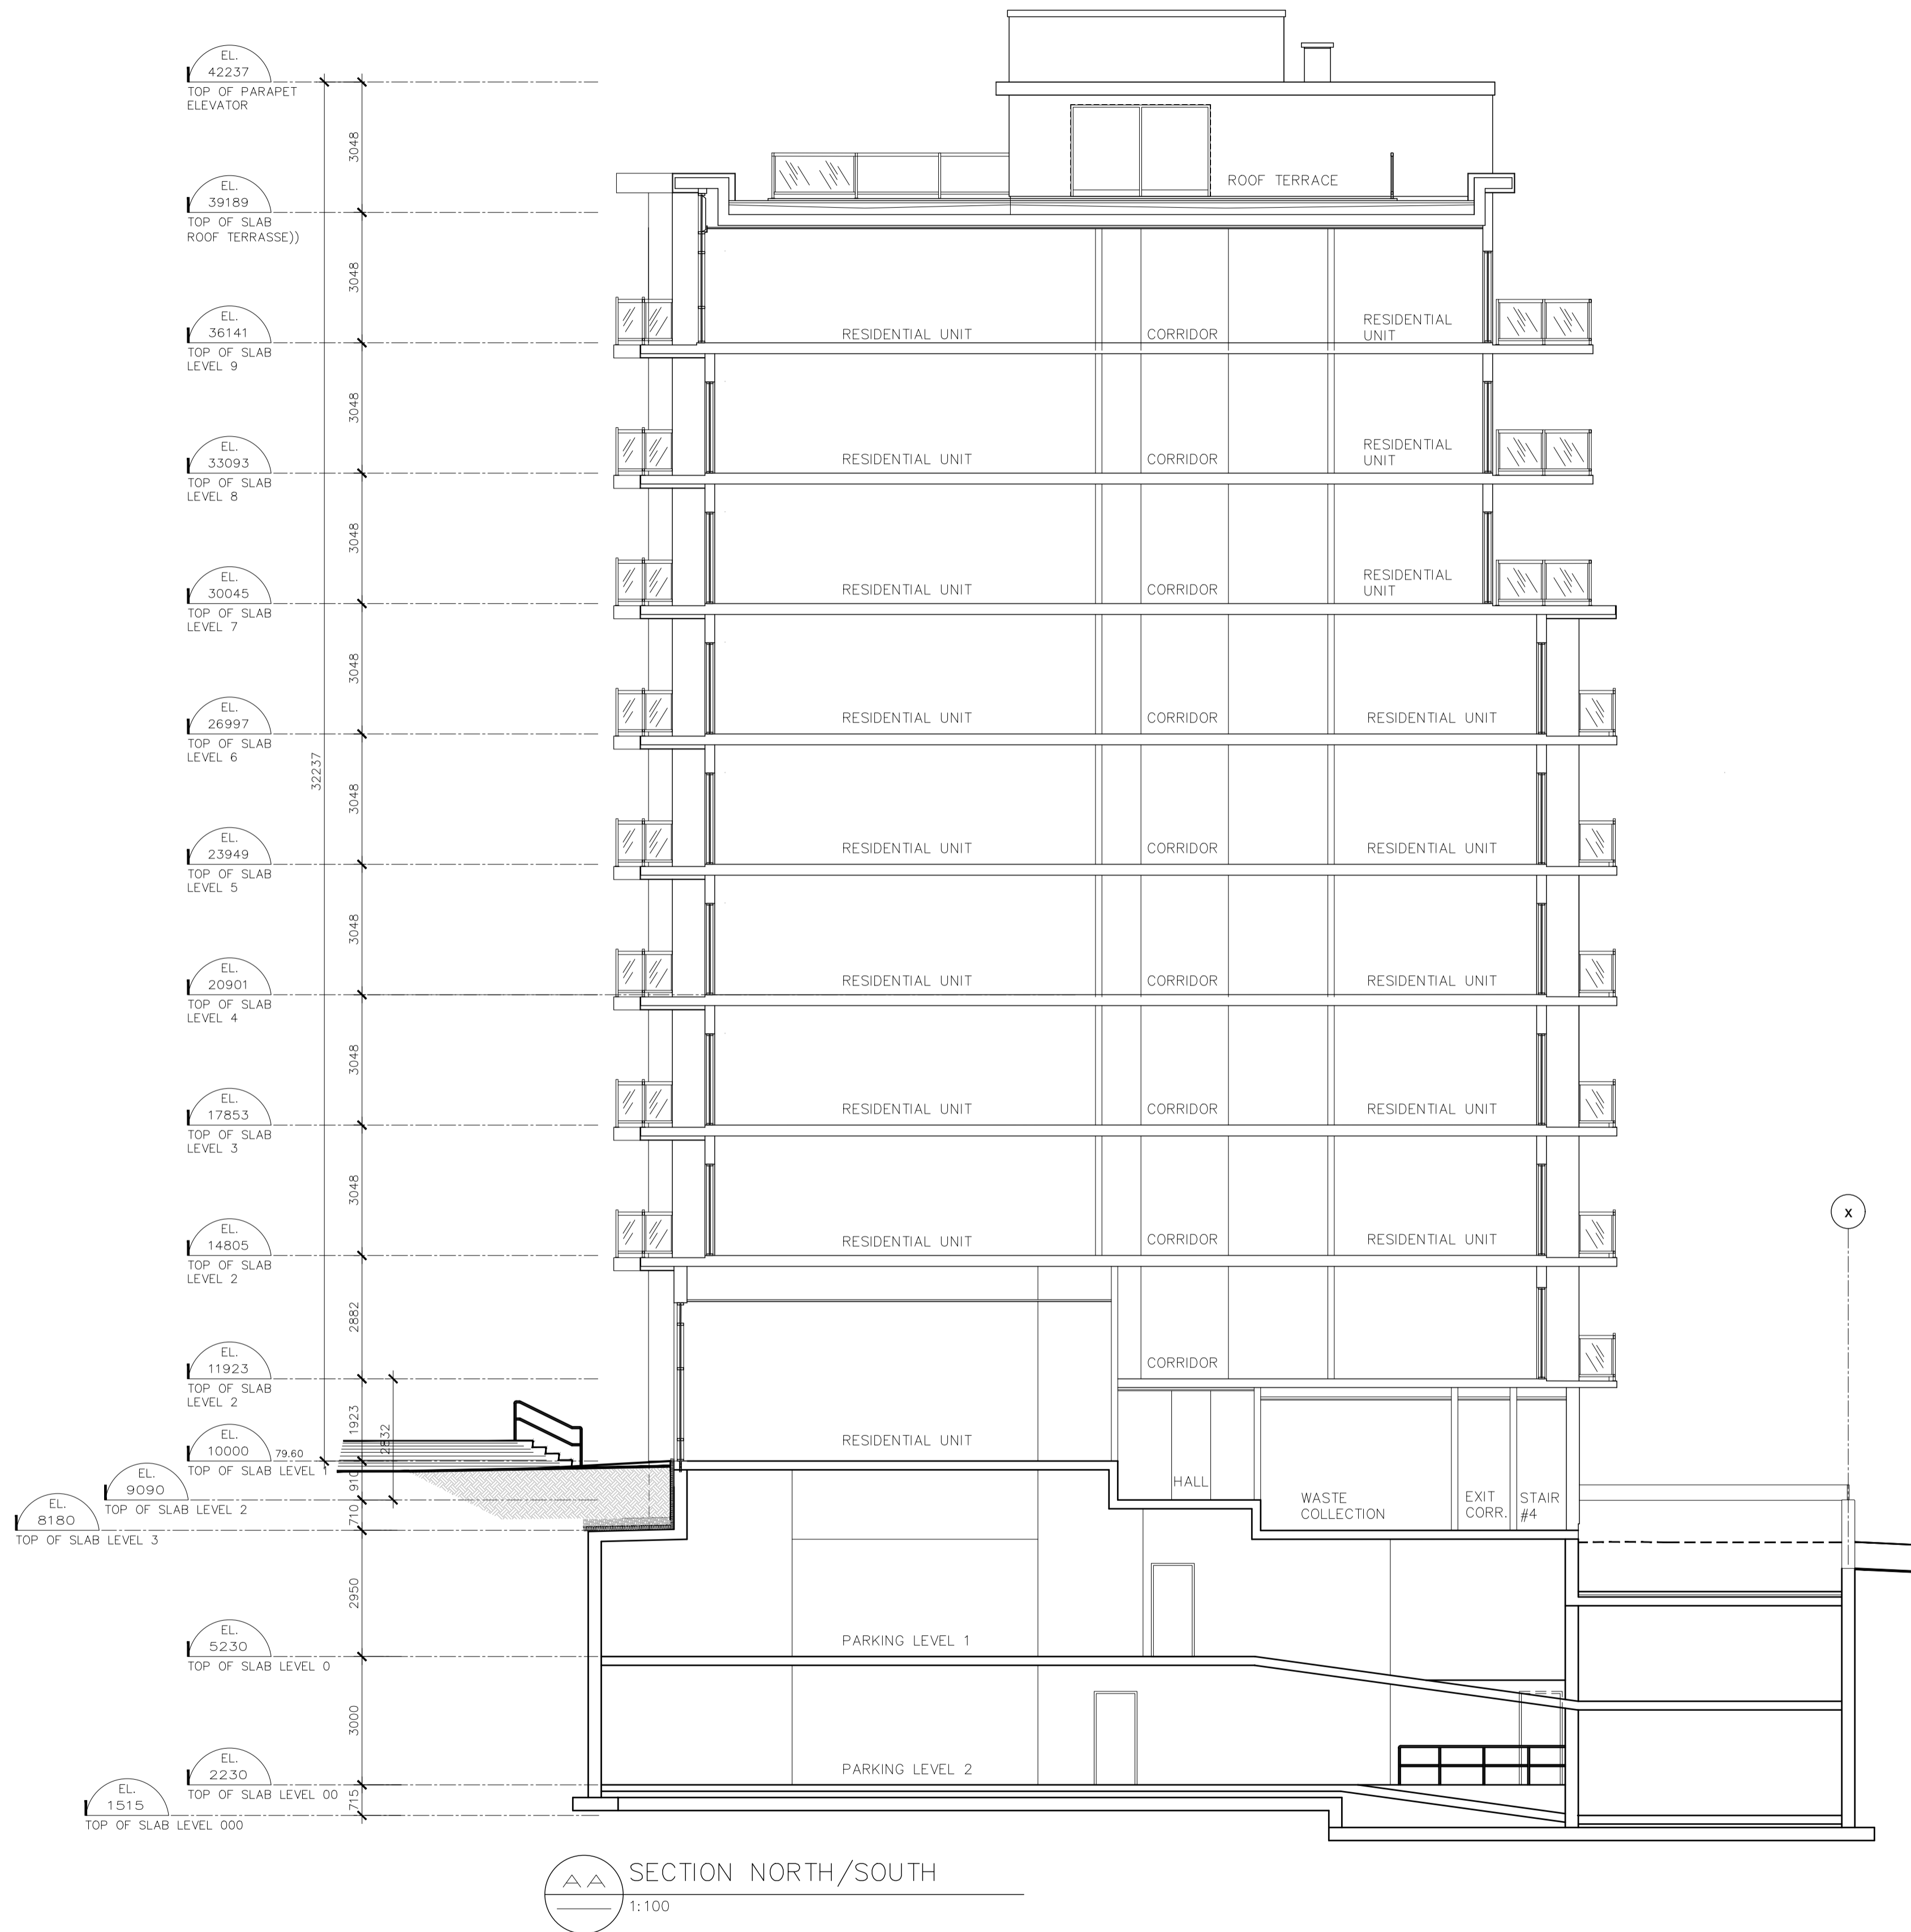 EL.
42237
TOP OF PARAPET
ELEVATOR
3048
EL.
39189
TOP OF SLAB
ROOF TERRASSE))
ROOF TERRACE
3048
EL.
36141
TOP OF SLAB
LEVEL 9
RESIDENTIAL UNIT
CORRIDOR
RESIDENTIAL
UNIT
3048
EL.
33093
TOP OF SLAB
LEVEL 8
RESIDENTIAL UNIT
CORRIDOR
RESIDENTIAL
UNIT
3048
EL.
30045
TOP OF SLAB
LEVEL 7
RESIDENTIAL UNIT
CORRIDOR
RESIDENTIAL
UNIT
3048
EL.
26997
TOP OF SLAB
LEVEL 6
RESIDENTIAL UNIT
CORRIDOR
RESIDENTIAL UNIT
32237
3048
EL.
23949
TOP OF SLAB
LEVEL 5
RESIDENTIAL UNIT
CORRIDOR
RESIDENTIAL UNIT
3048
EL.
20901
TOP OF SLAB
LEVEL 4
RESIDENTIAL UNIT
CORRIDOR
RESIDENTIAL UNIT
3048
EL.
17853
TOP OF SLAB
LEVEL 3
RESIDENTIAL UNIT
CORRIDOR
RESIDENTIAL UNIT
3048
EL.
14805
TOP OF SLAB
LEVEL 2
RESIDENTIAL UNIT
CORRIDOR
RESIDENTIAL UNIT
X
2882
EL.
11923
TOP OF SLAB
LEVEL 2
CORRIDOR
1923
2832
EL.
10000
79.60
TOP OF SLAB LEVEL 1
RESIDENTIAL UNIT
910
EL.
9090
TOP OF SLAB LEVEL 2
HALL
WASTE
COLLECTION
EXIT
CORR.
STAIR
#4
710
EL.
8180
TOP OF SLAB LEVEL 3
2950
EL.
5230
TOP OF SLAB LEVEL 0
PARKING LEVEL 1
3000
EL.
2230
TOP OF SLAB LEVEL 00
PARKING LEVEL 2
715
EL.
1515
TOP OF SLAB LEVEL 000
AA
SECTION NORTH/SOUTH
1:100